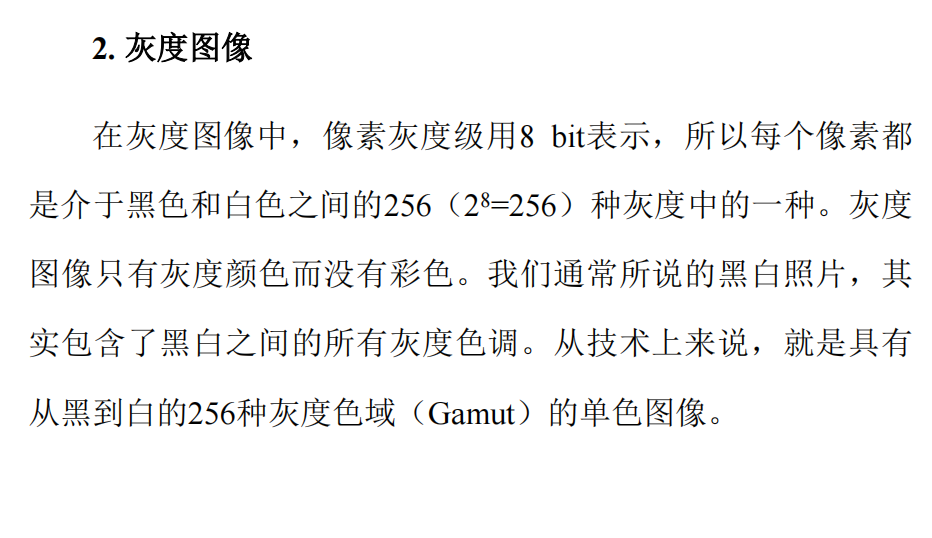 2. 灰度图像
在灰度图像中，像素灰度级用8 bit表示，所以每个像素都
是介于黑色和白色之间的256（2⁸=256）种灰度中的一种。灰度
图像只有灰度颜色而没有彩色。我们通常所说的黑白照片，其
实包含了黑白之间的所有灰度色调。从技术上来说，就是具有
从黑到白的256种灰度色域（Gamut）的单色图像。